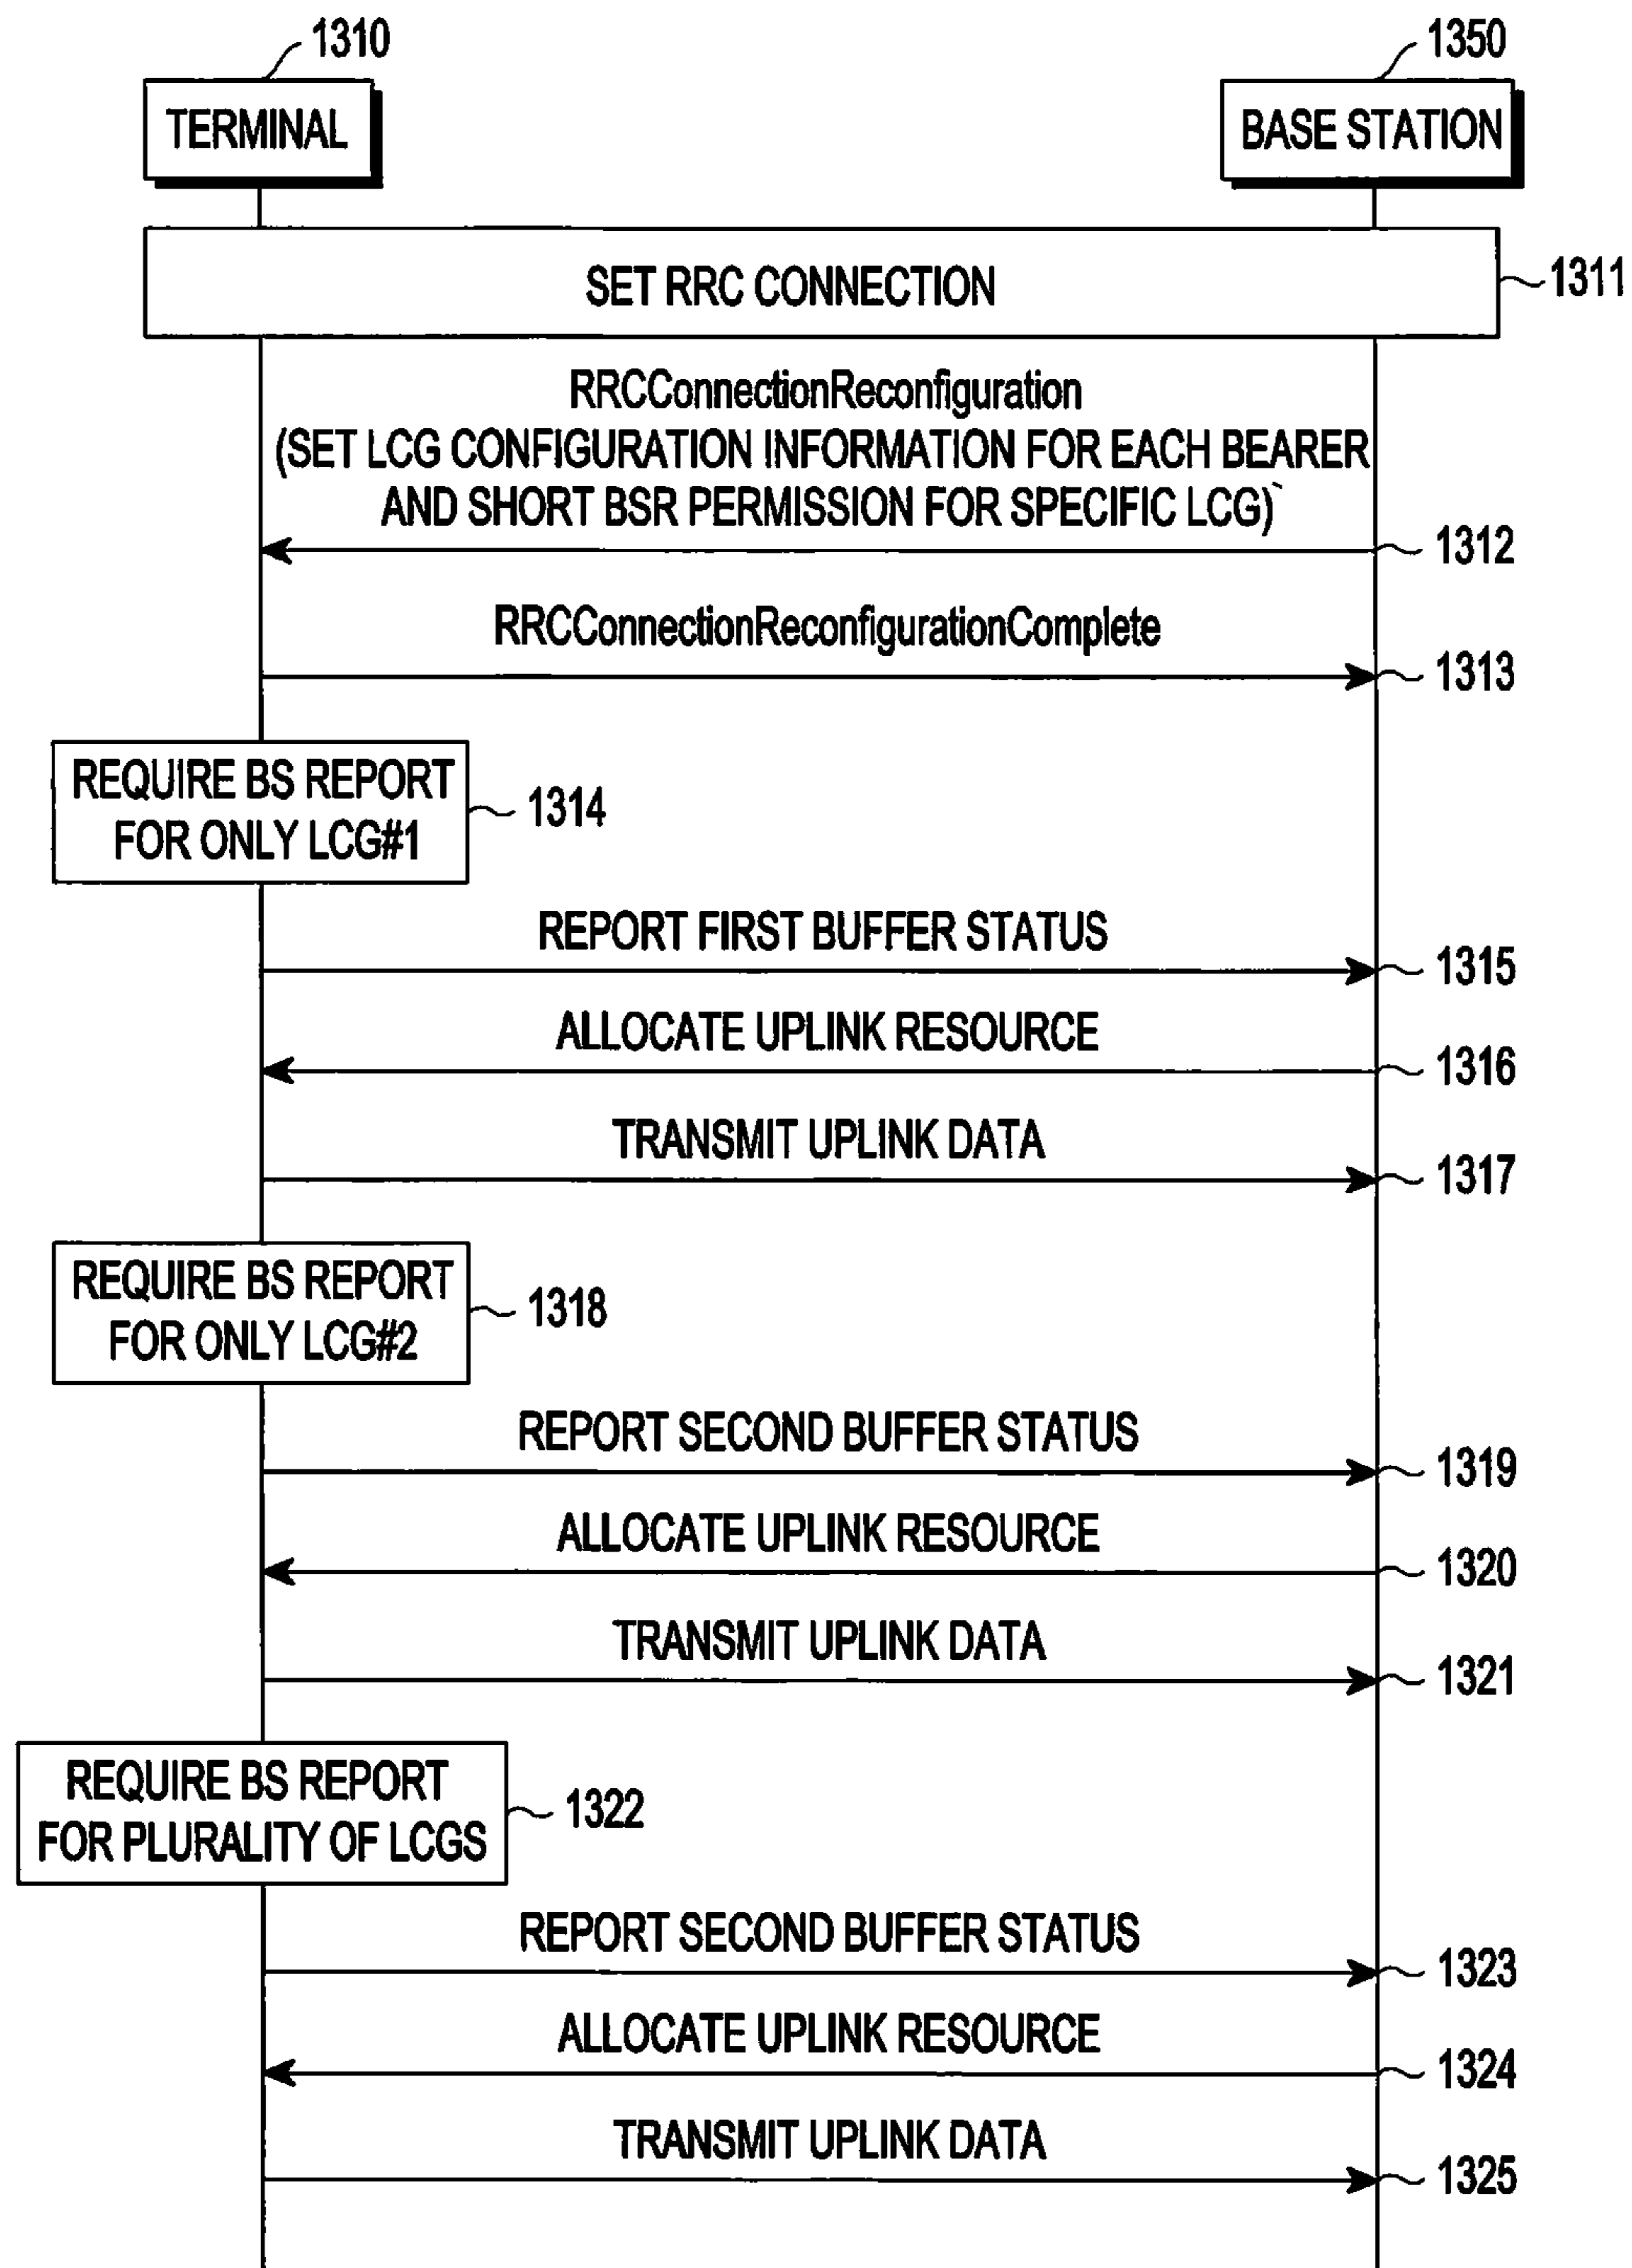 1310
1350
TERMINAL
BASE STATION
SET RRC CONNECTION
1311
RRCConnectionReconfiguration
(SET LCG CONFIGURATION INFORMATION FOR EACH BEARER
AND SHORT BSR PERMISSION FOR SPECIFIC LCG)
1312
RRCConnectionReconfigurationComplete
1313
REQUIRE BS REPORT
FOR ONLY LCG#1
1314
REPORT FIRST BUFFER STATUS
1315
ALLOCATE UPLINK RESOURCE
1316
TRANSMIT UPLINK DATA
1317
REQUIRE BS REPORT
FOR ONLY LCG#2
1318
REPORT SECOND BUFFER STATUS
1319
ALLOCATE UPLINK RESOURCE
1320
TRANSMIT UPLINK DATA
1321
REQUIRE BS REPORT
FOR PLURALITY OF LCGS
1322
REPORT SECOND BUFFER STATUS
1323
ALLOCATE UPLINK RESOURCE
1324
TRANSMIT UPLINK DATA
1325